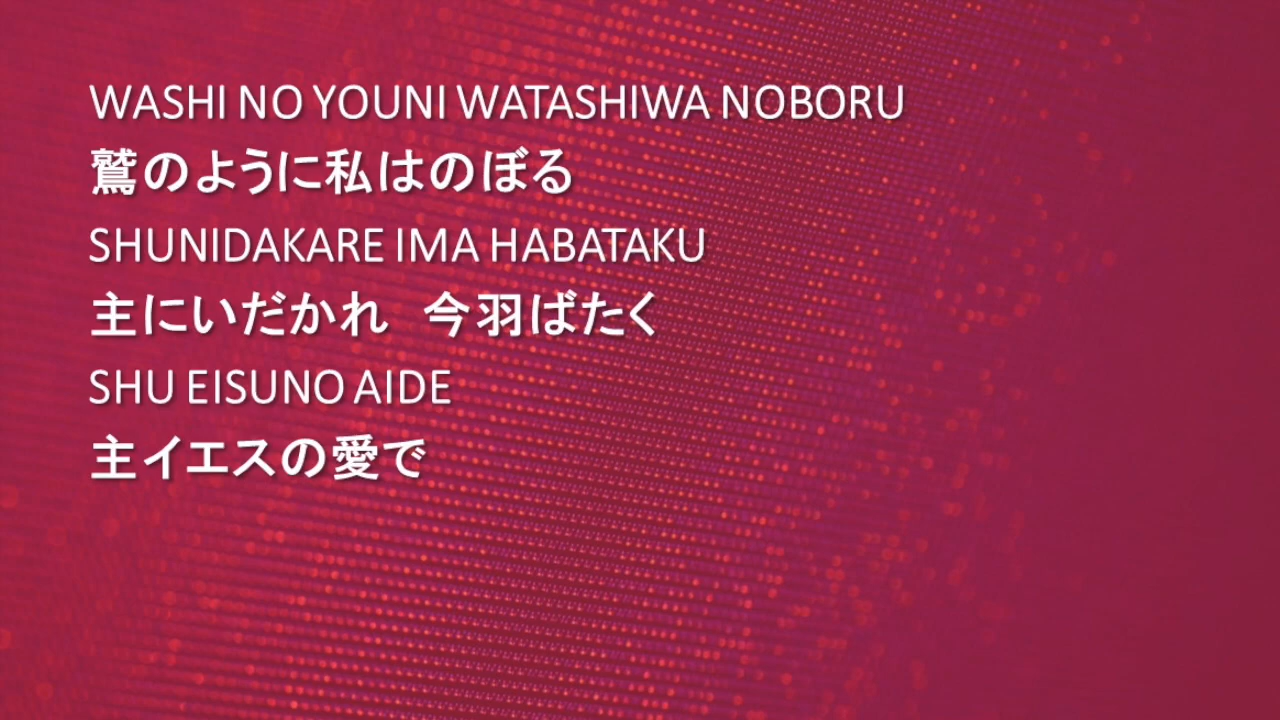 WASHI NO YOUNI WATASHIWA NOBORU
鷲のように私はのぼる
SHUNIDAKARE IMA HABATAKU
主にいだかれ　今羽ばたく
SHU EISUNO AIDE
主イエスの愛で